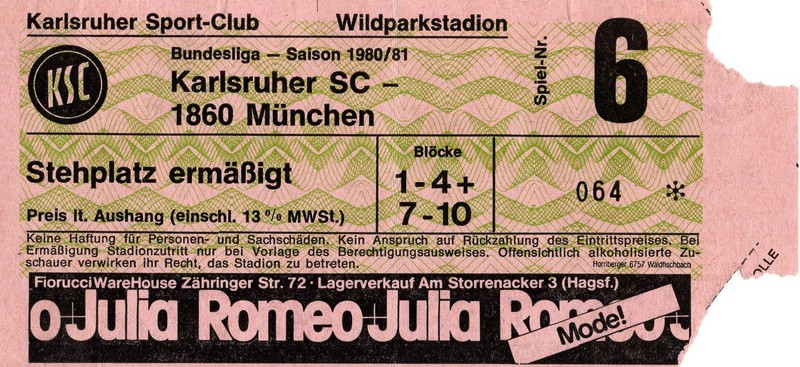 Karlsruher Sport-Club Wildparkstadion
KSC
Bundesliga – Saison 1980/81
Karlsruher SC –
1860 München
Spiel-Nr. 6
Stehplatz ermäßigt
Preis lt. Aushang (einschl. 13 % MWSt.)
Blöcke
1-4+
7-10
064 *
Keine Haftung für Personen- und Sachschäden. Kein Anspruch auf Rückzahlung des Eintrittspreises. Bei
Ermäßigung Stadionzutritt nur bei Vorlage des Berechtigungsausweises. Offensichtlich alkoholisierte Zu-
schauer verwirken ihr Recht, das Stadion zu betreten.
Hornberger 6757 Waldfischbach
OLLE
FiorucciWareHouse Zähringer Str. 72 · Lagerverkauf Am Storrenacker 3 (Hagsf.)
o+Julia Romeo+Julia Romeo+J
Mode!